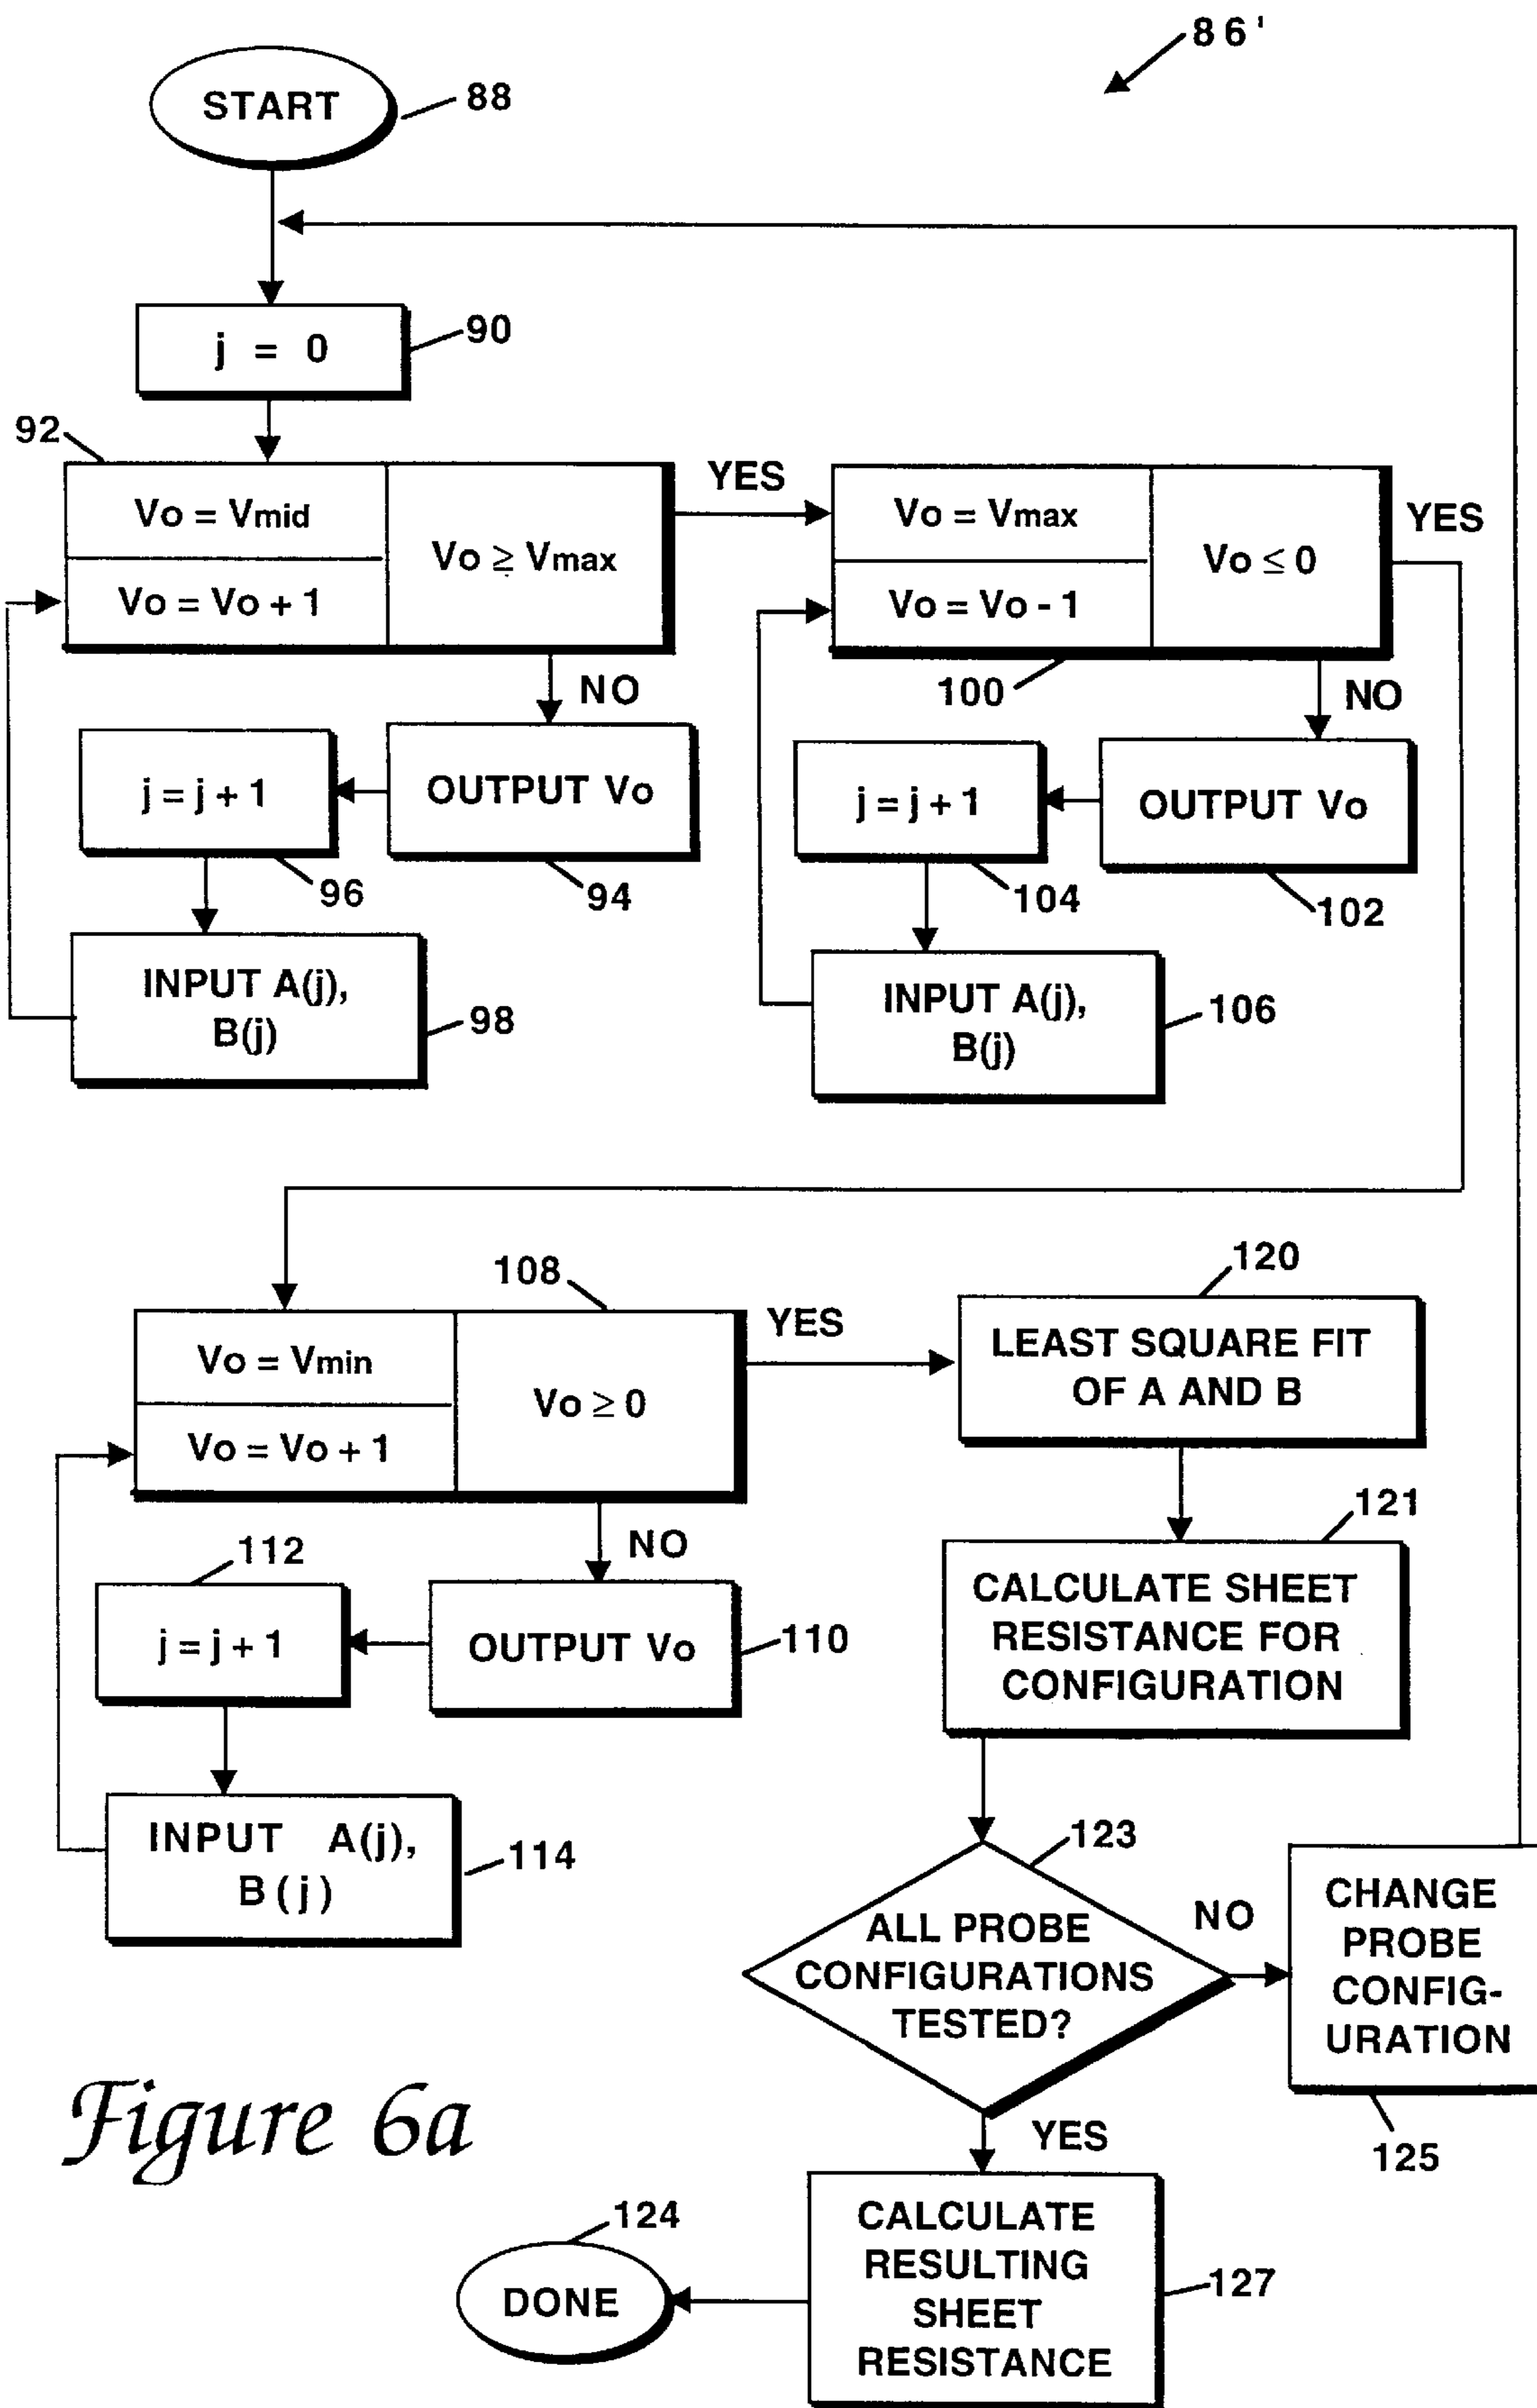 86'
START
88
j = 0
90
92
Vo = Vmid
Vo = Vo + 1
Vo ≥ Vmax
YES
NO
OUTPUT Vo
94
j = j + 1
96
INPUT A(j),
B(j)
98
Vo = Vmax
Vo = Vo - 1
Vo ≤ 0
YES
100
NO
OUTPUT Vo
102
j = j + 1
104
INPUT A(j),
B(j)
106
108
Vo = Vmin
Vo = Vo + 1
Vo ≥ 0
YES
NO
OUTPUT Vo
110
112
j = j + 1
INPUT A(j),
B(j)
114
120
LEAST SQUARE FIT
OF A AND B
121
CALCULATE SHEET
RESISTANCE FOR
CONFIGURATION
123
ALL PROBE
CONFIGURATIONS
TESTED?
NO
CHANGE
PROBE
CONFIG-
URATION
125
YES
CALCULATE
RESULTING
SHEET
RESISTANCE
127
124
DONE
Figure 6a